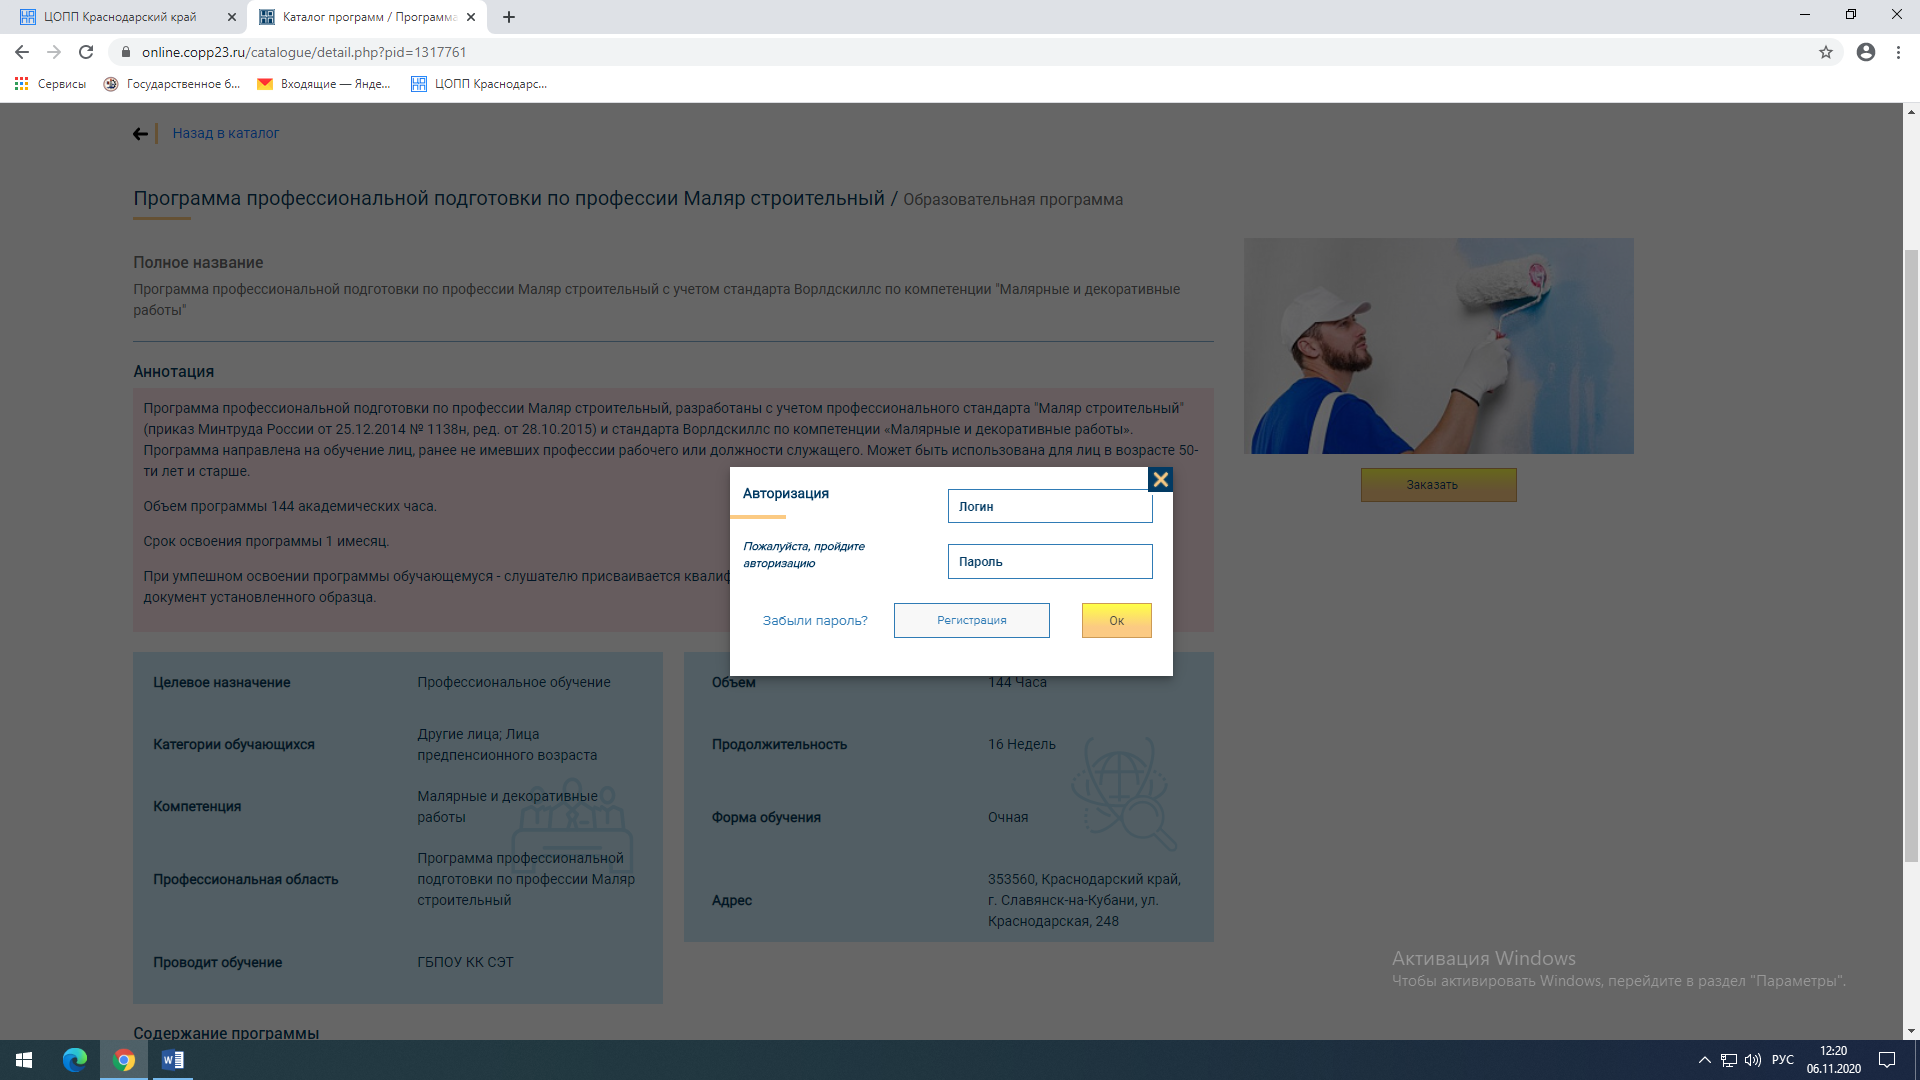 ЦОПП Краснодарский край
Каталог программ / Программа
online.copp23.ru/catalogue/detail.php?pid=1317761
Сервисы
Государственное б...
Входящие — Янде...
ЦОПП Краснодарс...
Назад в каталог
Программа профессиональной подготовки по профессии Маляр строительный / Образовательная программа
Полное название
Программа профессиональной подготовки по профессии Маляр строительный с учетом стандарта Ворлдскиллс по компетенции "Малярные и декоративные
работы"
Аннотация
Программа профессиональной подготовки по профессии Маляр строительный, разработаны с учетом профессионального стандарта "Маляр строительный"
(приказ Минтруда России от 25.12.2014 № 1138н, ред. от 28.10.2015) и стандарта Ворлдскиллс по компетенции «Малярные и декоративные работы».
Программа направлена на обучение лиц, ранее не имевших профессии рабочего или должности служащего. Может быть использована для лиц в возрасте 50-
ти лет и старше.
Объем программы 144 академических часа.
Срок освоения программы 1 имесяц.
При умпешном освоении программы обучающемуся - слушателю присваивается
документ установленного образца.
Заказать
Авторизация
Логин
Пожалуйста, пройдите
авторизацию
Пароль
Забыли пароль?
Регистрация
Ок
Целевое назначение
Профессиональное обучение
Категории обучающихся
Другие лица; Лица
предпенсионного возраста
Компетенция
Малярные и декоративные
работы
Профессиональная область
Программа профессиональной
подготовки по профессии Маляр
строительный
Проводит обучение
ГБПОУ КК СЭТ
Объем
144 Часа
Продолжительность
16 Недель
Форма обучения
Очная
Адрес
353560, Краснодарский край,
г. Славянск-на-Кубани, ул.
Краснодарская, 248
Содержание программы
Активация Windows
Чтобы активировать Windows, перейдите в раздел "Параметры".
РУС
12:20
06.11.2020